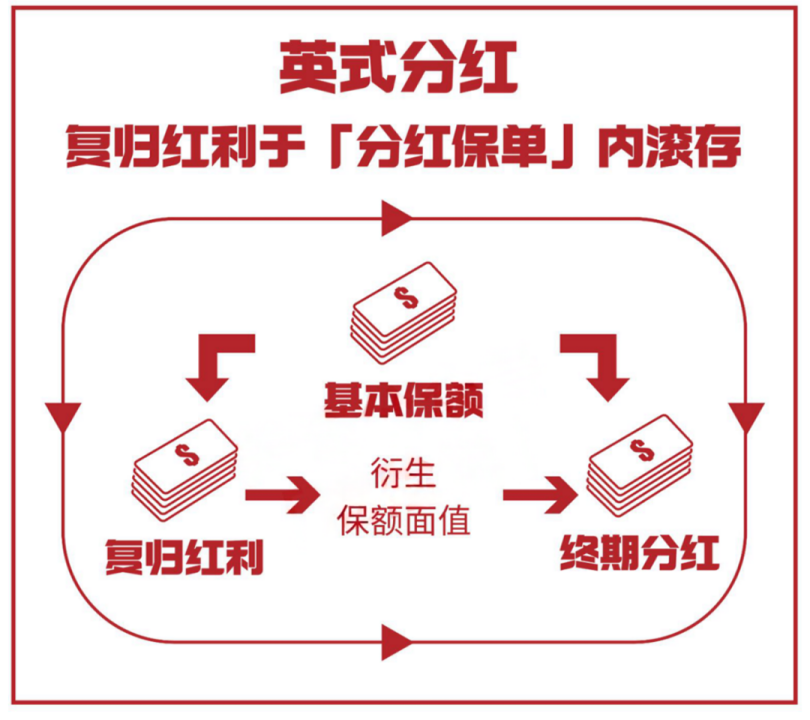 英式分红
复归红利于「分红保单」内滚存
$
基本保额
$
$
衍生
保额面值
复归红利
终期分红